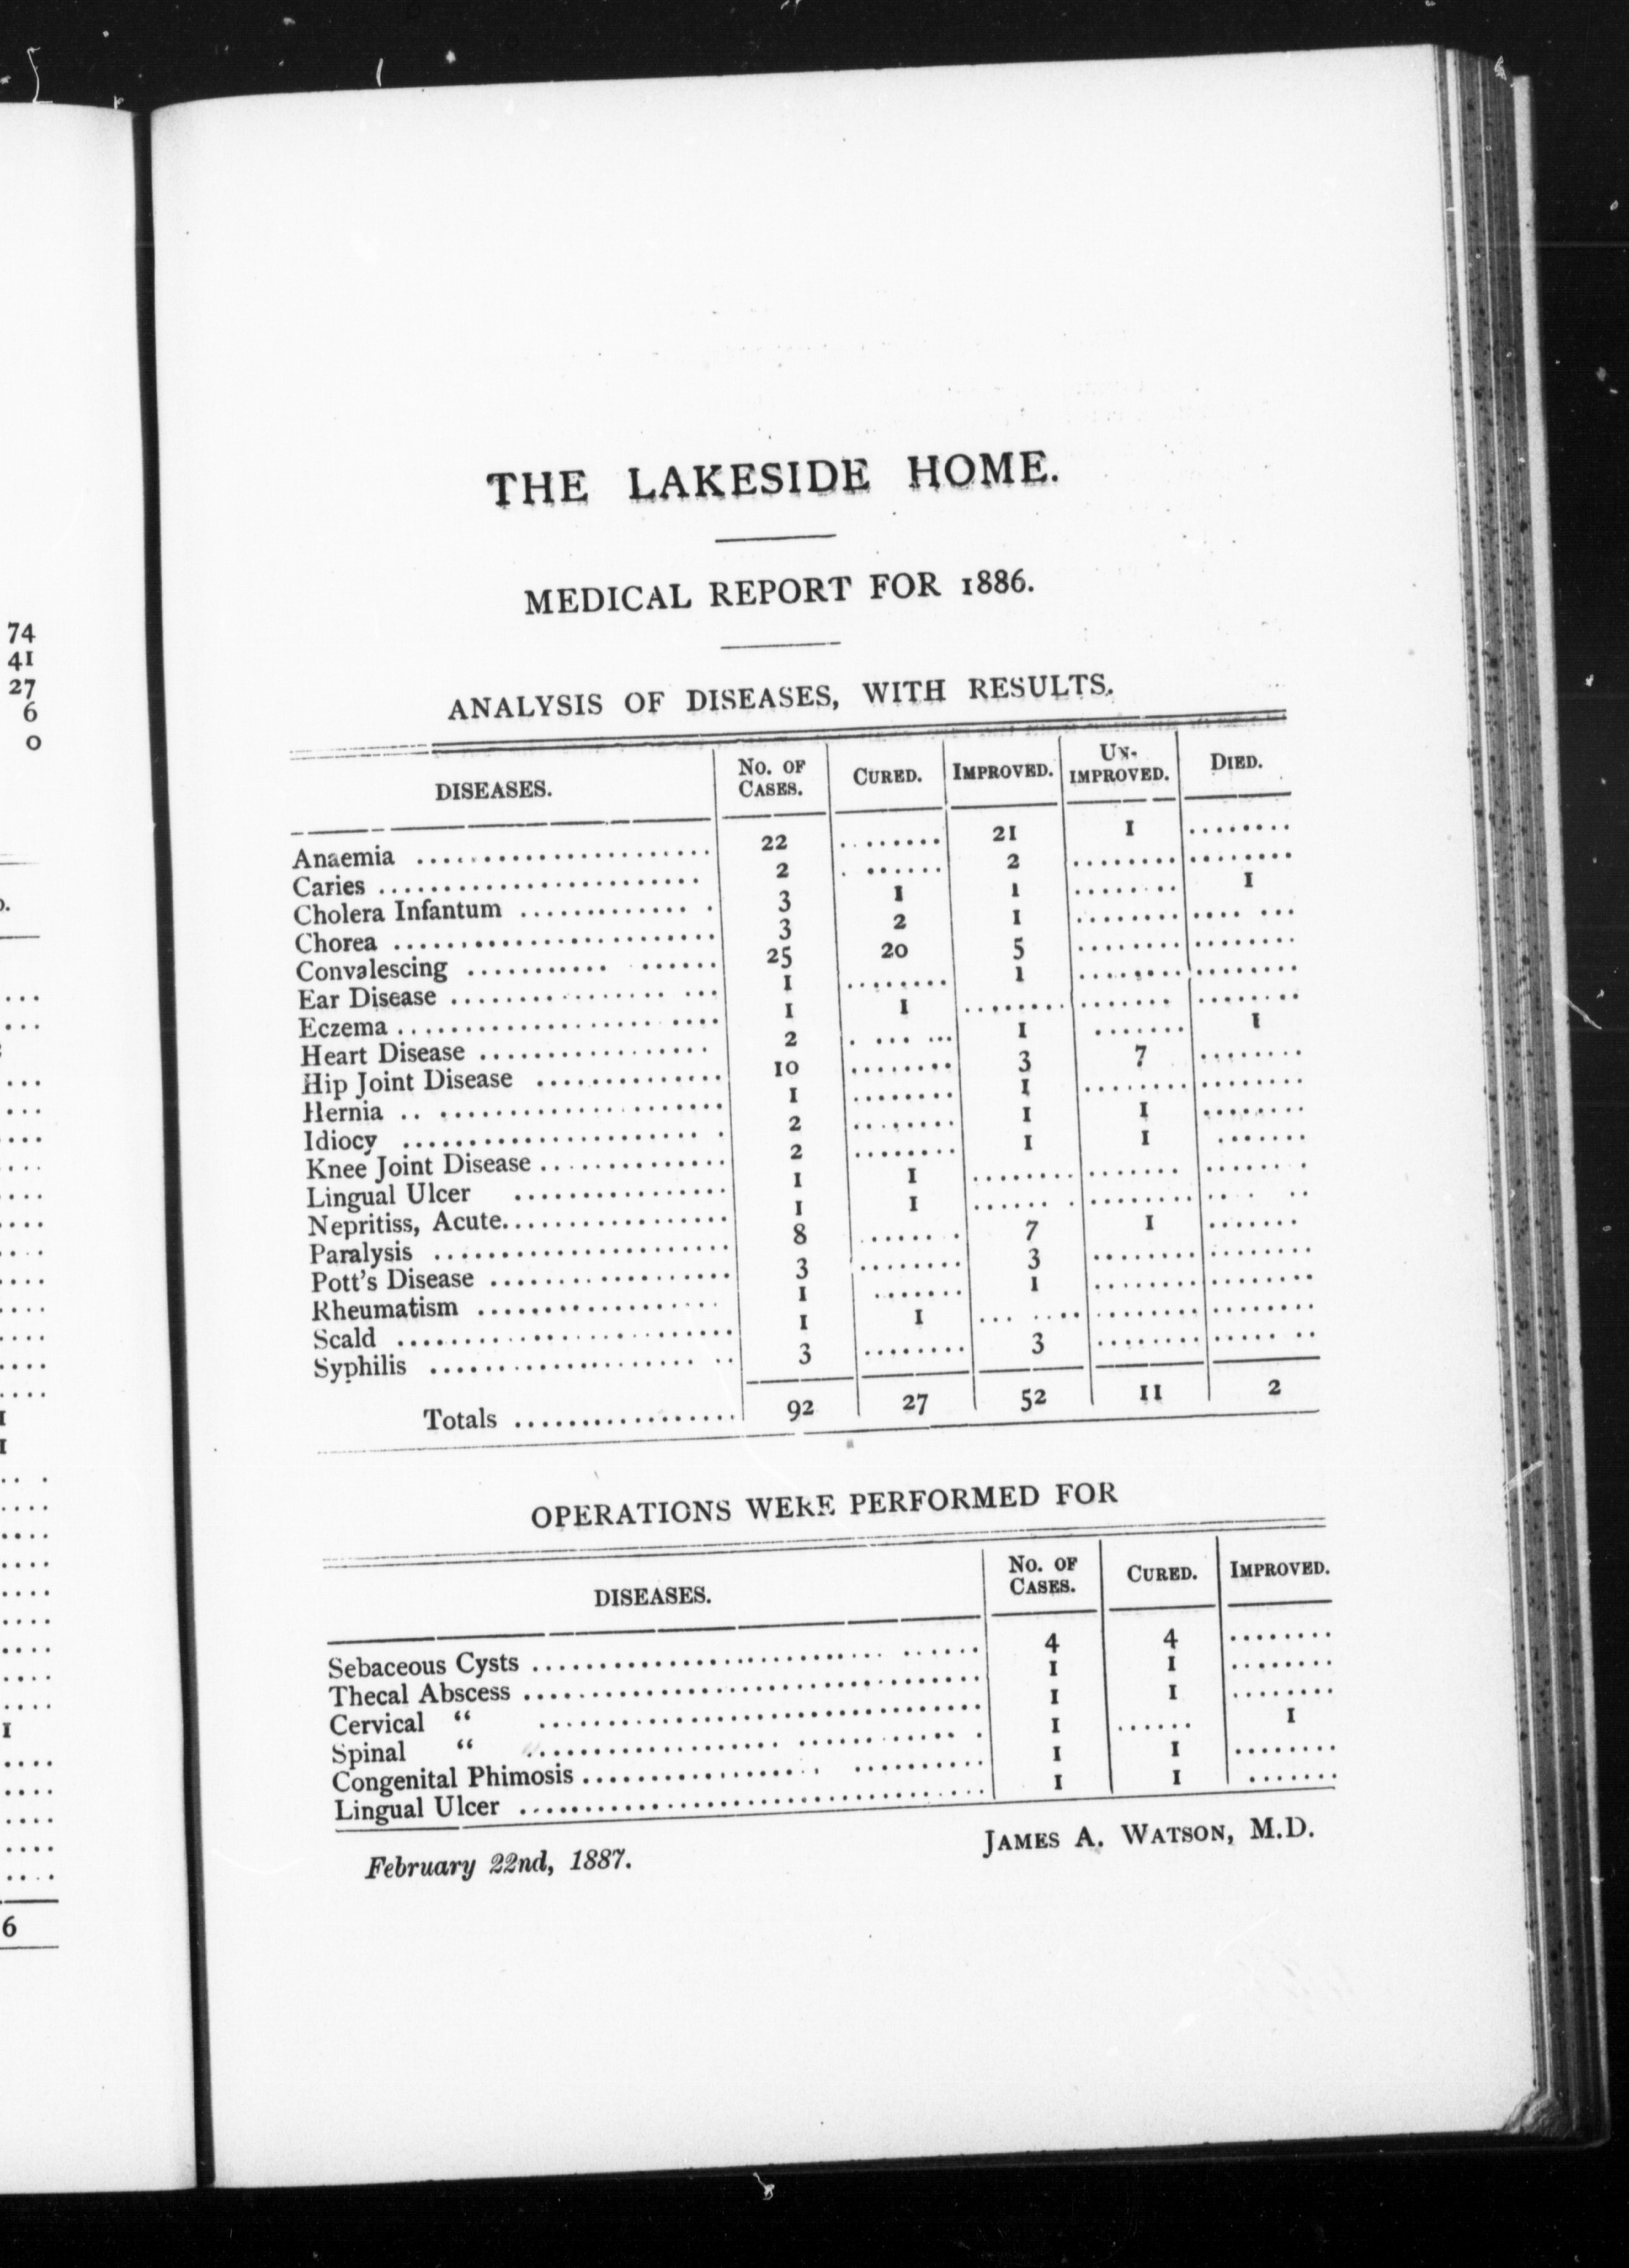 74
41
27
6
0
1
1
1
6
THE LAKESIDE HOME.
MEDICAL REPORT FOR 1886.
ANALYSIS OF DISEASES, WITH RESULTS.
DISEASES. No. of Cases. Cured. Improved. Un-improved. Died.
Anaemia ........ 22 ........ 21 1 ........
Caries ........ 2 ........ 2 ........ ........
Cholera Infantum ........ 3 1 1 ........ 1
Chorea ........ 3 2 1 ........ ........
Convalescing ........ 25 20 5 ........ ........
Ear Disease ........ 1 ........ 1 ........ ........
Eczema ........ 1 1 ........ ........ ........
Heart Disease ........ 2 ........ 1 ........ 1
Hip Joint Disease ........ 10 ........ 3 7 ........
Hernia ........ 1 ........ 1 ........ ........
Idiocy ........ 2 ........ 1 1 ........
Knee Joint Disease ........ 2 ........ 1 1 ........
Lingual Ulcer ........ 1 1 ........ ........ ........
Nepritiss, Acute ........ 1 1 ........ ........ ........
Paralysis ........ 8 ........ 7 1 ........
Pott's Disease ........ 3 ........ 3 ........ ........
Rheumatism ........ 1 ........ 1 ........ ........
Scald ........ 1 1 ........ ........ ........
Syphilis ........ 3 ........ 3 ........ ........
Totals ........ 92 27 52 11 2
OPERATIONS WERE PERFORMED FOR
DISEASES. No. of Cases. Cured. Improved.
Sebaceous Cysts ........ 4 4 ........
Thecal Abscess ........ 1 1 ........
Cervical “ ........ 1 1 ........
Spinal “ ........ 1 ........ 1
Congenital Phimosis ........ 1 1 ........
Lingual Ulcer ........ 1 1 ........
February 22nd, 1887. James A. Watson, M.D.